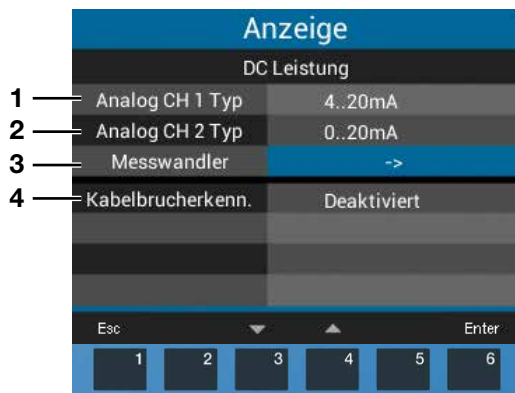 Anzeige
DC Leistung
1 Analog CH 1 Typ 4..20mA
2 Analog CH 2 Typ 0..20mA
3 Messwandler ->
4 Kabelbrucherkenn. Deaktiviert
Esc Enter
1 2 3 4 5 6